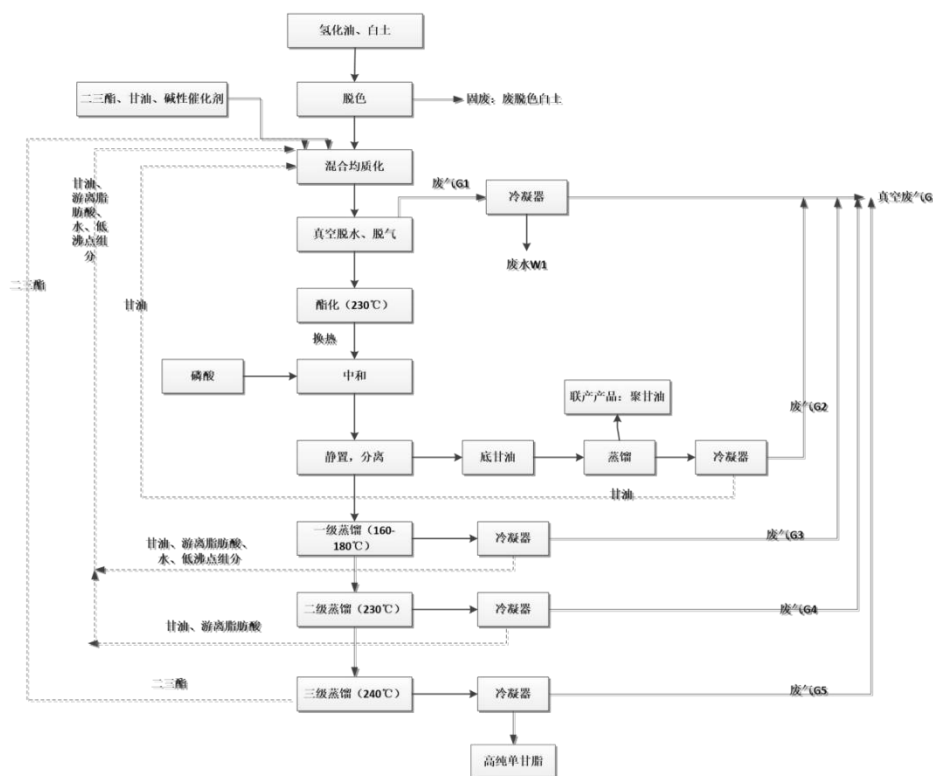 氢化油、白土
二三酯、甘油、碱性催化剂
脱色
固废：废脱色白土
混合均质化
甘油、
游离脂
肪酸、
水、低
沸点组
分
废气G1
冷凝器
真空废气G
真空脱水、脱气
废水W1
二三酯
甘油
酯化（230℃）
换热
磷酸
中和
联产产品：聚甘油
废气G2
静置，分离
底甘油
蒸馏
冷凝器
甘油
一级蒸馏（160-
180℃）
冷凝器
废气G3
甘油、游离脂肪酸、
水、低沸点组分
二级蒸馏（230℃）
冷凝器
废气G4
甘油、游离脂肪酸
二三酯
三级蒸馏（240℃）
冷凝器
废气G5
高纯单甘脂